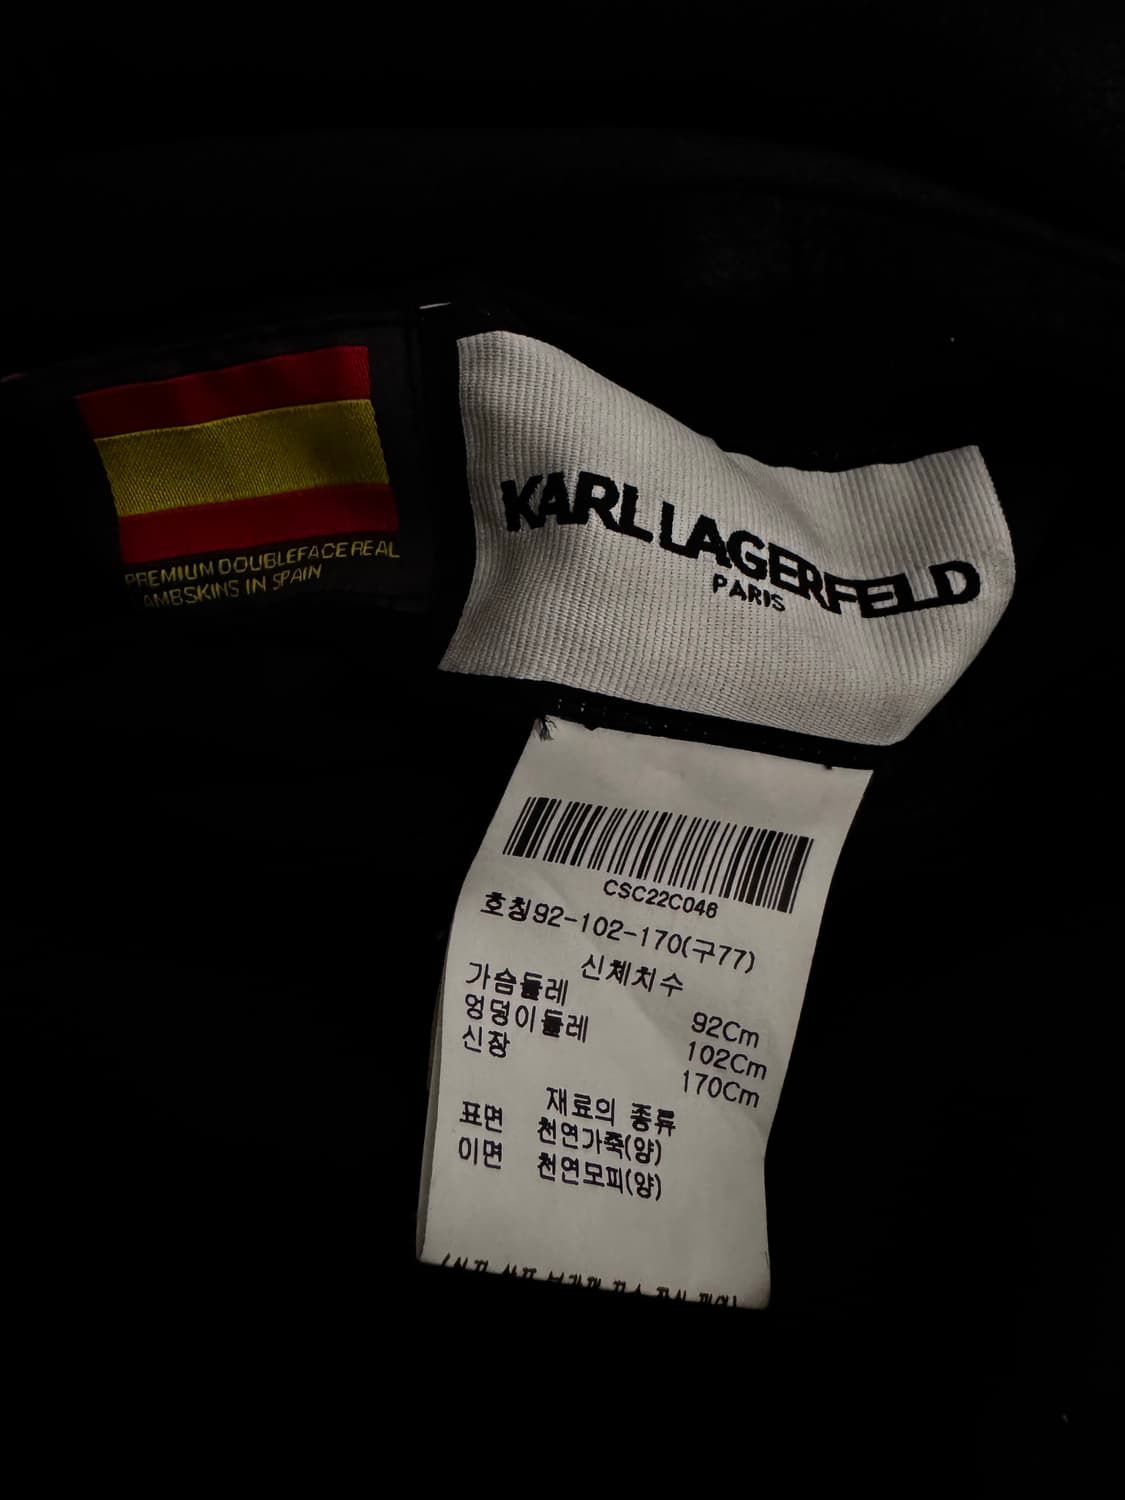 PREMIUM DOUBLEFACE REAL
AMBSKINS IN SPAIN
KARL LAGERFELD
PARIS
CSC22C046
호칭92-102-170(구77)
신체치수
가슴둘레 92Cm
엉덩이둘레 102Cm
신장 170Cm
재료의 종류
표면 천연가죽(양)
이면 천연모피(양)